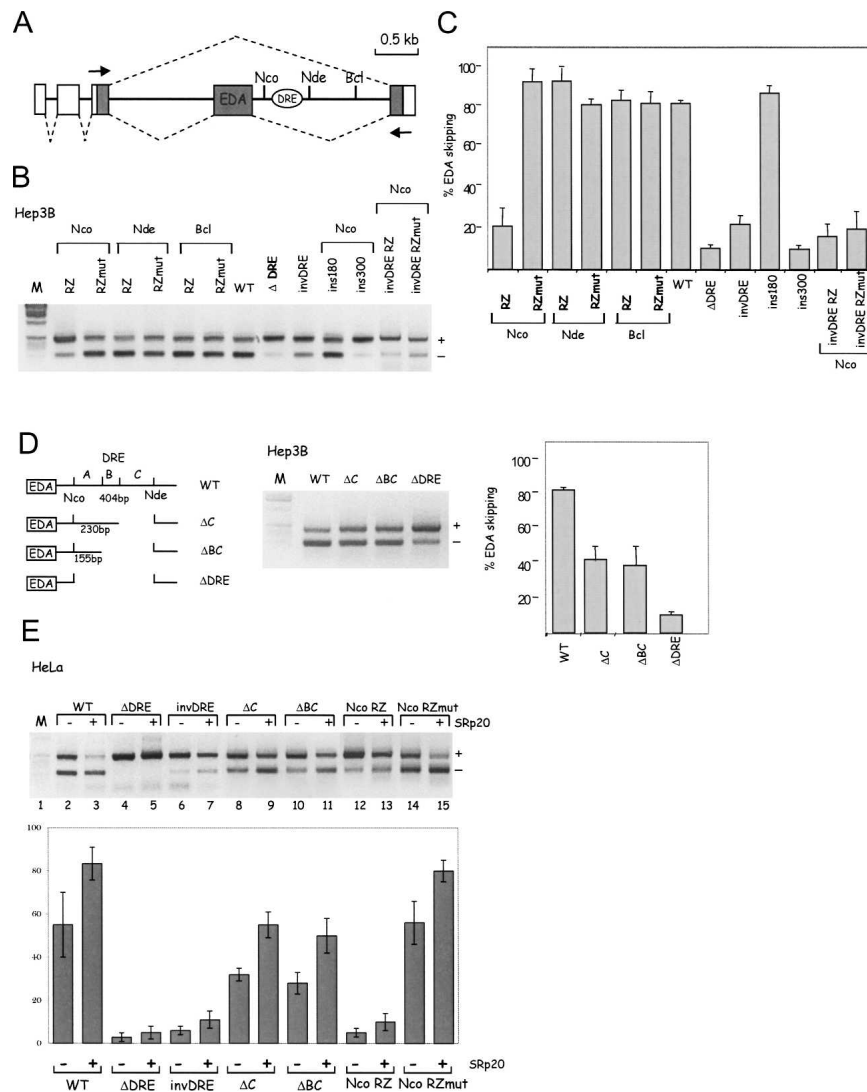 A
0.5 kb
Nco
Nde
Bcl
EDA
DRE
B
Hep3B
Nco
Nco
Nde
Bcl
Nco
M
RZ
RZmut
RZ
RZmut
RZ
RZmut
WT
Δ DRE
invDRE
ins180
ins300
invDRE RZ
invDRE RZmut
+
–
C
% EDA skipping
100
80
60
40
20
RZ
RZmut
RZ
RZmut
RZ
RZmut
WT
ΔDRE
invDRE
ins180
ins300
invDRE RZ
invDRE RZmut
Nco
Nde
Bcl
Nco
D
DRE
A B C
EDA
WT
Nco 404bp Nde
EDA
230bp
ΔC
EDA
155bp
ΔBC
EDA
ΔDRE
Hep3B
M WT ΔC ΔBC ΔDRE
+
–
% EDA skipping
80
60
40
20
WT
ΔC
ΔBC
ΔDRE
E
HeLa
WT ΔDRE invDRE ΔC ΔBC Nco RZ Nco RZmut
M - + - + - + - + - + - + - + SRp20
+
–
1 2 3 4 5 6 7 8 9 10 11 12 13 14 15
100
80
60
40
20
0
- + - + - + - + - + - + - + SRp20
WT ΔDRE invDRE ΔC ΔBC Nco RZ Nco RZmut